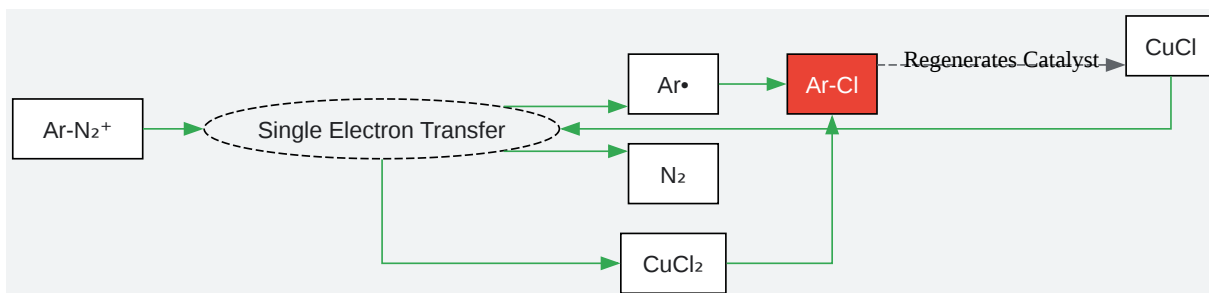 CuCl
Regenerates Catalyst
Ar•
Ar-Cl
Ar-N₂⁺
Single Electron Transfer
N₂
CuCl₂